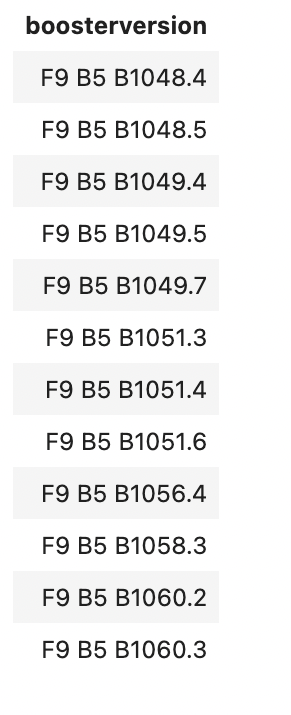 boosterversion
F9 B5 B1048.4
F9 B5 B1048.5
F9 B5 B1049.4
F9 B5 B1049.5
F9 B5 B1049.7
F9 B5 B1051.3
F9 B5 B1051.4
F9 B5 B1051.6
F9 B5 B1056.4
F9 B5 B1058.3
F9 B5 B1060.2
F9 B5 B1060.3